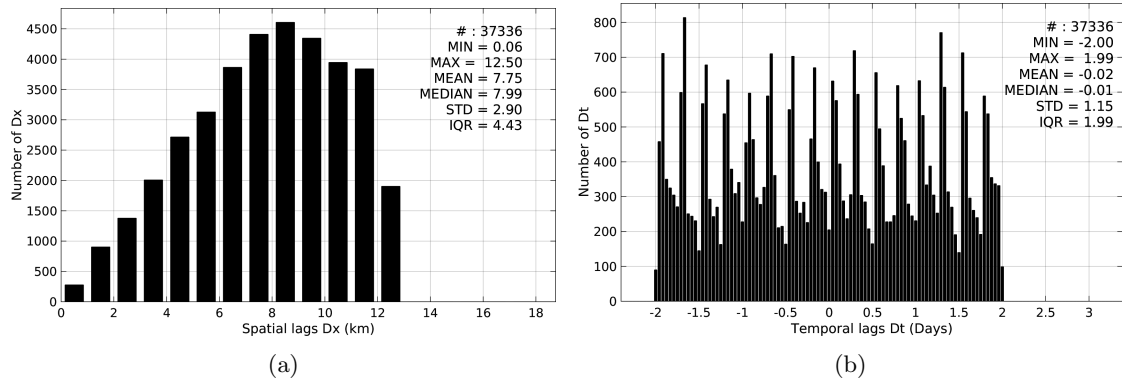 4500
4000
3500
3000
2500
2000
1500
1000
500
0
Number of Dx
# : 37336
MIN = 0.06
MAX = 12.50
MEAN = 7.75
MEDIAN = 7.99
STD = 2.90
IQR = 4.43
0 2 4 6 8 10 12 14 16 18
Spatial lags Dx (km)
(a)
800
700
600
500
400
300
200
100
0
Number of Dt
# : 37336
MIN = -2.00
MAX = 1.99
MEAN = -0.02
MEDIAN = -0.01
STD = 1.15
IQR = 1.99
-2 -1.5 -1 -0.5 0 0.5 1 1.5 2 2.5 3
Temporal lags Dt (Days)
(b)